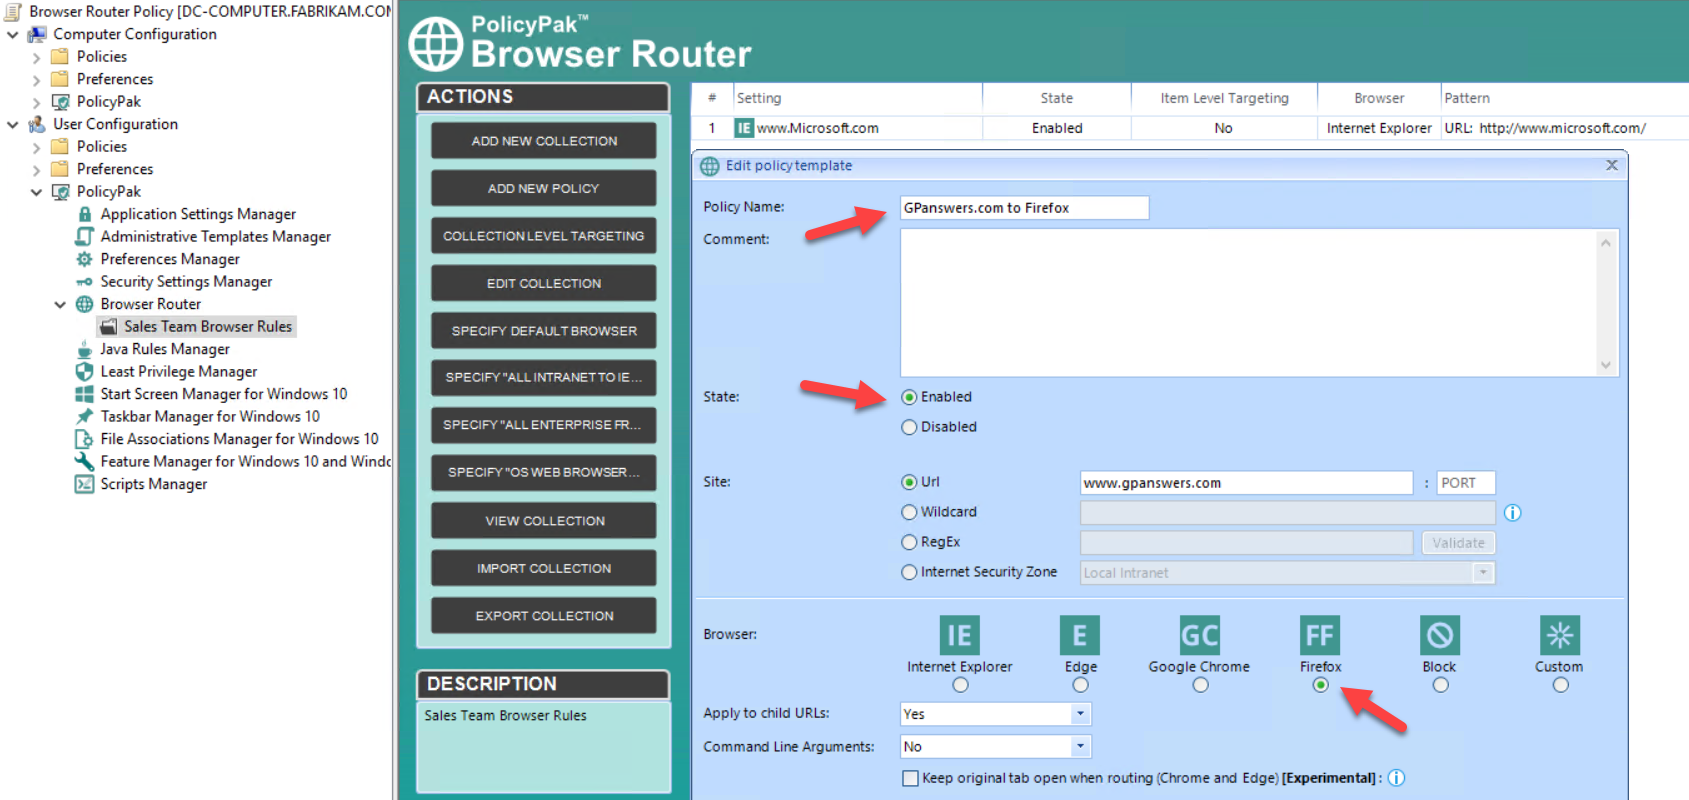 Browser Router Policy [DC-COMPUTER.FABRIKAM.COM
Computer Configuration
Policies
Preferences
PolicyPak
User Configuration
Policies
Preferences
PolicyPak
Application Settings Manager
Administrative Templates Manager
Preferences Manager
Security Settings Manager
Browser Router
Sales Team Browser Rules
Java Rules Manager
Least Privilege Manager
Start Screen Manager for Windows 10
Taskbar Manager for Windows 10
File Associations Manager for Windows 10
Feature Manager for Windows 10 and
Scripts Manager
PolicyPak™
Browser Router
ACTIONS
ADD NEW COLLECTION
ADD NEW POLICY
COLLECTION LEVEL TARGETING
EDIT COLLECTION
SPECIFY DEFAULT BROWSER
SPECIFY "ALL INTRANET TO IE...
SPECIFY "ALL ENTERPRISE FR...
SPECIFY "OS WEB BROWSER...
VIEW COLLECTION
IMPORT COLLECTION
EXPORT COLLECTION
DESCRIPTION
Sales Team Browser Rules
# Setting State Item Level Targeting Browser Pattern
1 IE www.Microsoft.com Enabled No Internet Explorer URL: http://www.microsoft.com/
Edit policy template X
Policy Name: GPanswers.com to Firefox
Comment:
State: Enabled
Disabled
Site: Url www.gpanswers.com : PORT
Wildcard
RegEx Validate
Internet Security Zone Local Intranet
Browser: IE E GC FF
Internet Explorer Edge Google Chrome Firefox Block Custom
Apply to child URLs: Yes
Command Line Arguments: No
Keep original tab open when routing (Chrome and Edge) [Experimental] :